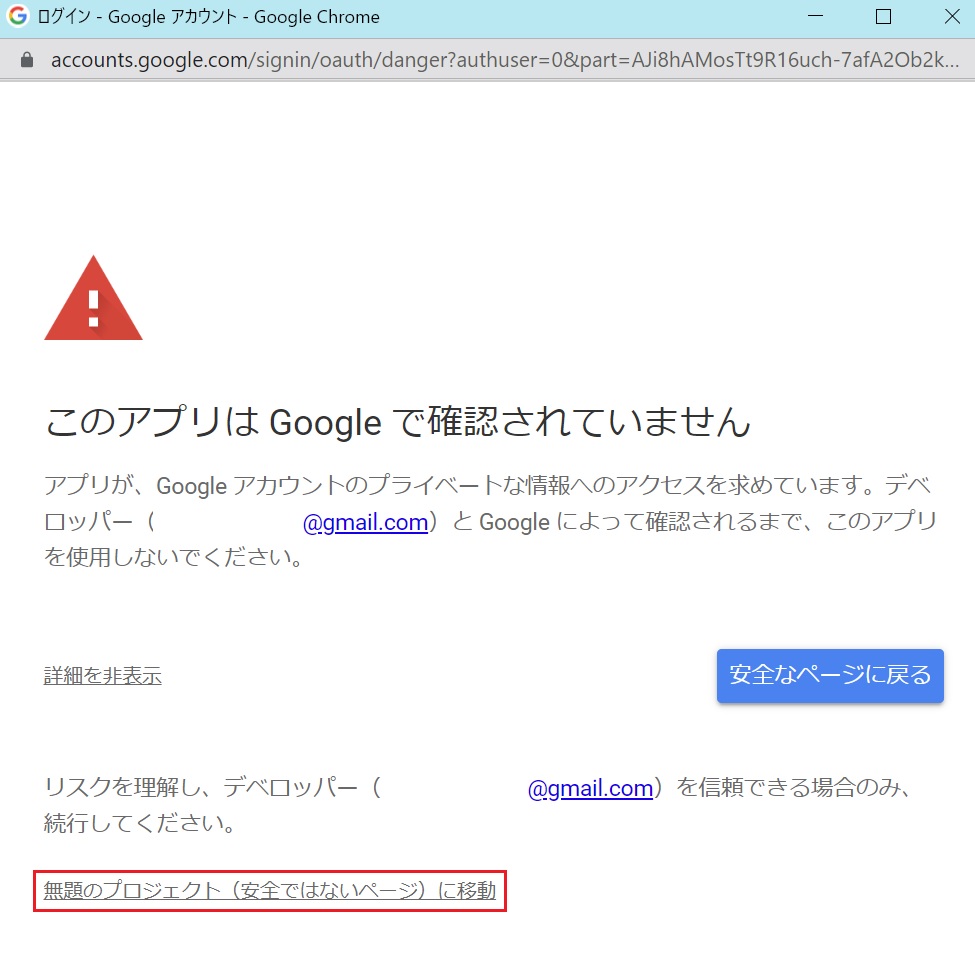 ログイン - Google アカウント - Google Chrome
accounts.google.com/signin/oauth/danger?authuser=0&part=AJi8hAMosTt9R16uch-7afA2Ob2k...
このアプリは Google で確認されていません
アプリが、Google アカウントのプライベートな情報へのアクセスを求めています。デベ
ロッパー（ @gmail.com）と Google によって確認されるまで、このアプリ
を使用しないでください。
詳細を非表示
安全なページに戻る
リスクを理解し、デベロッパー（ @gmail.com）を信頼できる場合のみ、
続行してください。
無題のプロジェクト（安全ではないページ）に移動